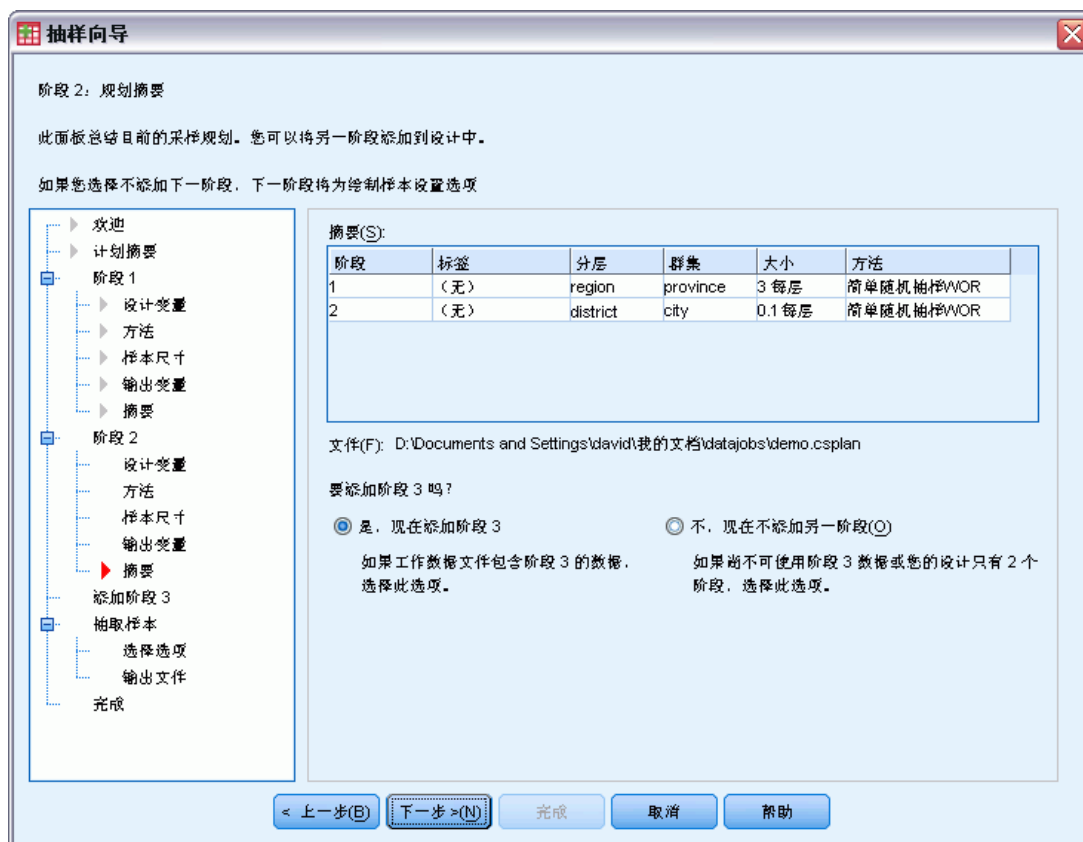 抽样向导
阶段 2：规划摘要
此面板总结目前的采样规划。您可以将另一阶段添加到设计中。
如果您选择不添加下一阶段，下一阶段将为绘制样本设置选项
欢迎
计划摘要
阶段 1
设计变量
方法
样本尺寸
输出变量
摘要
阶段 2
设计变量
方法
样本尺寸
输出变量
摘要
添加阶段 3
抽取样本
选择选项
输出文件
完成
摘要(S):
阶段 标签 分层 群集 大小 方法
1 （无） region province 3 每层 简单随机抽样WOR
2 （无） district city 0.1 每层 简单随机抽样WOR
文件(F): D:\Documents and Settings\david\我的文档\datajobs\demo.csplan
要添加阶段 3 吗？
是，现在添加阶段 3
如果工作数据文件包含阶段 3 的数据，
选择此选项。
不，现在不添加另一阶段(O)
如果尚不可使用阶段 3 数据或您的设计只有 2 个
阶段，选择此选项。
< 上一步(B) 下一步 >(N) 完成 取消 帮助